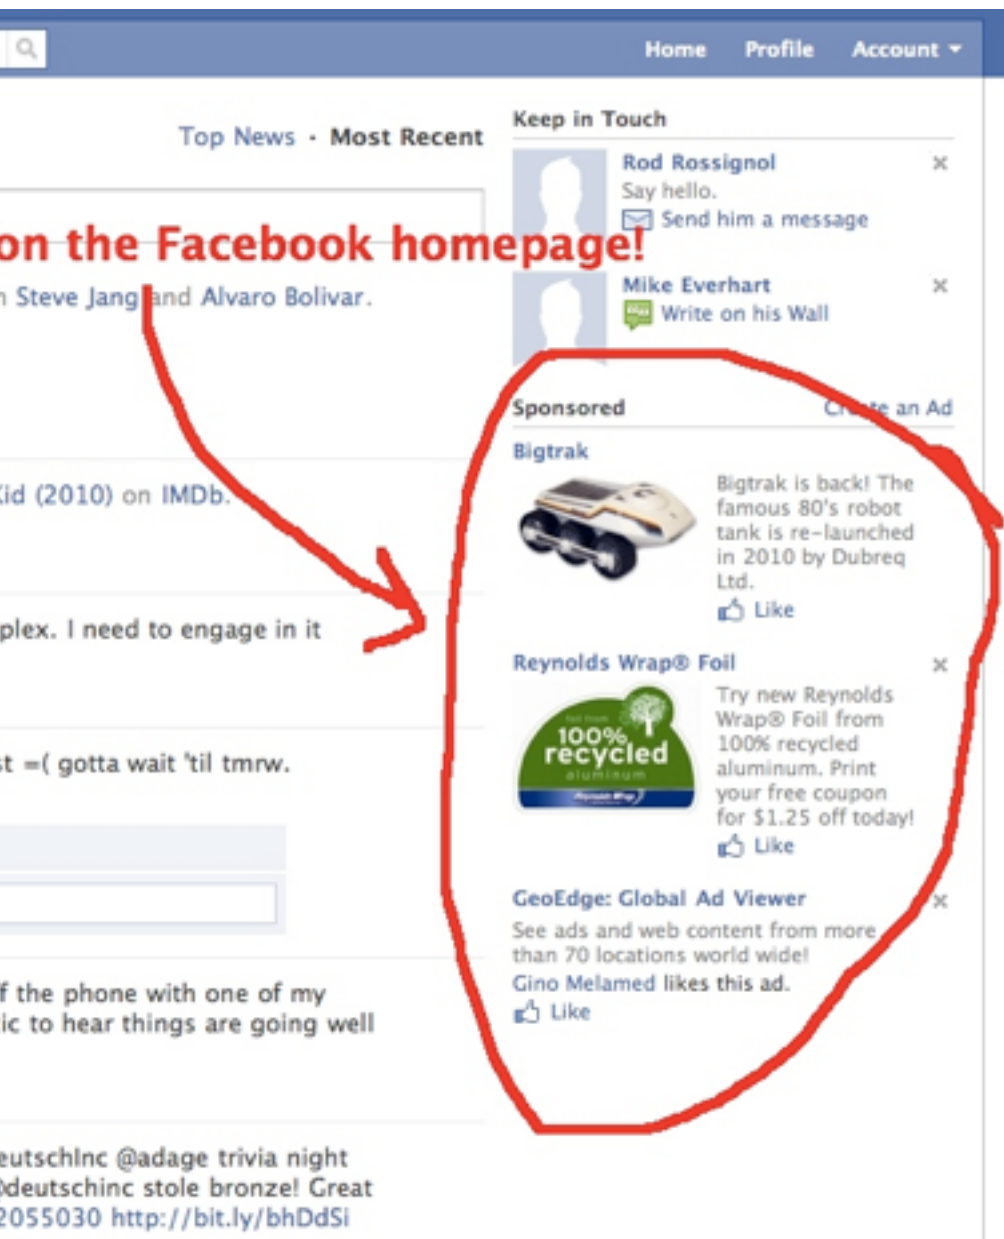 Home Profile Account
Top News · Most Recent
on the Facebook homepage!
Steve Jang and Alvaro Bolivar.
Kid (2010) on IMDb.
plex. I need to engage in it
st =( gotta wait 'til tmrw.
f the phone with one of my
tic to hear things are going well
eutschInc @adage trivia night
@deutschinc stole bronze! Great
2055030 http://bit.ly/bhDdSi
Keep in Touch
Rod Rossignol
Say hello.
Send him a message
Mike Everhart
Write on his Wall
Sponsored Create an Ad
Bigtrak
Bigtrak is back! The
famous 80's robot
tank is re-launched
in 2010 by Dubreq
Ltd.
Like
Reynolds Wrap® Foil
foil from
100%
recycled
aluminum
Reynolds Wrap
Try new Reynolds
Wrap® Foil from
100% recycled
aluminum. Print
your free coupon
for $1.25 off today!
Like
GeoEdge: Global Ad Viewer
See ads and web content from more
than 70 locations world wide!
Gino Melamed likes this ad.
Like